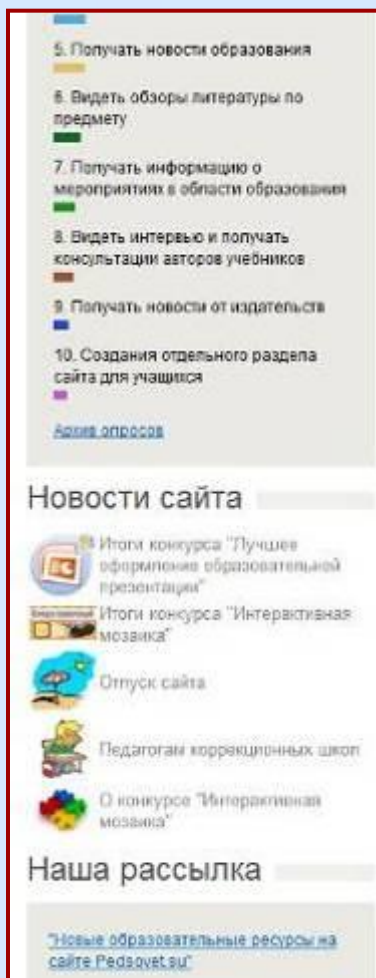 5. Получать новости образования
6. Видеть обзоры литературы по
предмету
7. Получать информацию о
мероприятиях в области образования
8. Видеть интервью и получать
консультации авторов учебников
9. Получать новости от издательств
10. Создания отдельного раздела
сайта для учащихся
Архив опросов
Новости сайта
Итоги конкурса "Лучшее
оформление образовательной
презентации"
Итоги конкурса "Интерактивная
мозаика"
Отпуск сайта
Педагогам коррекционных школ
О конкурсе "Интерактивная
мозаика"
Наша рассылка
"Новые образовательные ресурсы на
сайте Pedsovet.su"